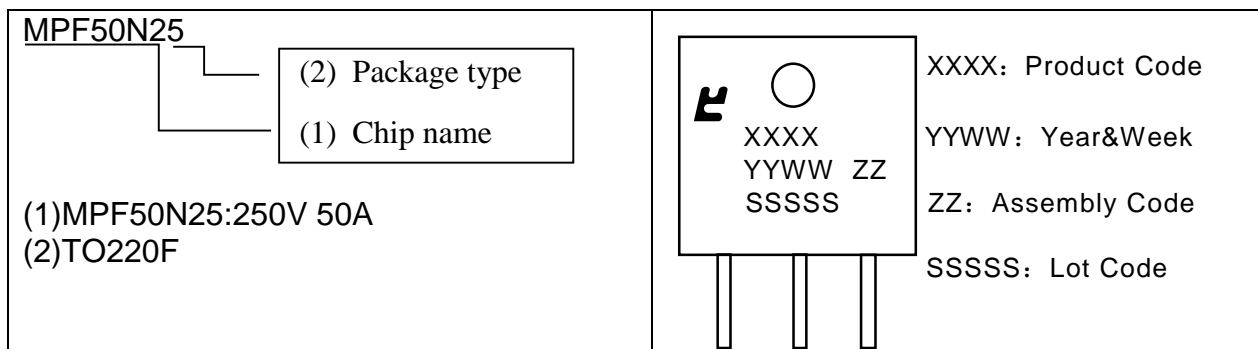 MPF50N25
(2) Package type
(1) Chip name
(1)MPF50N25:250V 50A
(2)TO220F
XXXX
YYWW ZZ
SSSSS
XXXX：Product Code
YYWW：Year&Week
ZZ：Assembly Code
SSSSS：Lot Code